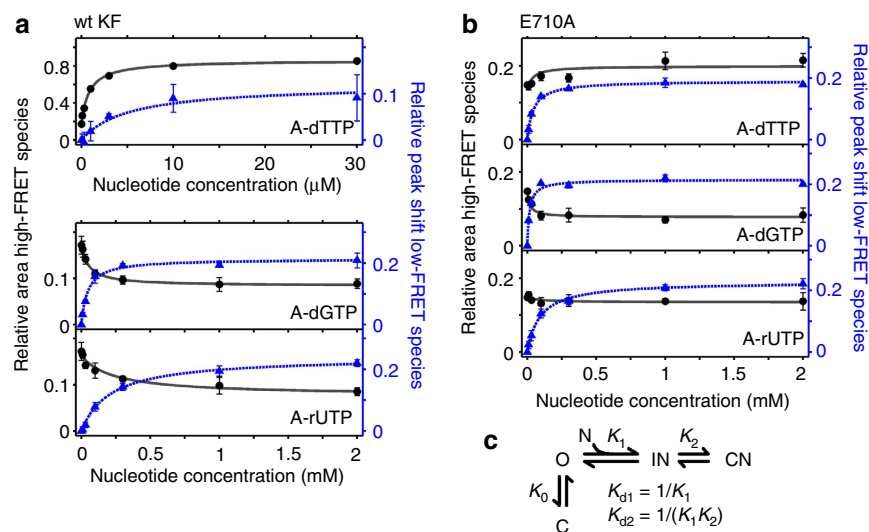 a
wt KF
Relative area high-FRET species
Relative peak shift low-FRET species
0.8
0.4
0
0.1
0
A-dTTP
0 10 20 30
Nucleotide concentration (μM)
0.1
0
0.2
0
A-dGTP
0.1
0
0.2
0
A-rUTP
0 0.5 1 1.5 2
Nucleotide concentration (mM)
b
E710A
Relative area high-FRET species
Relative peak shift low-FRET species
0.2
0
0.2
0
A-dTTP
0.2
0
0.2
0
A-dGTP
0.2
0
0.2
0
A-rUTP
0 0.5 1 1.5 2
Nucleotide concentration (mM)
c
N K1 K2
O IN CN
K0 Kd1 = 1/K1
Kd2 = 1/(K1K2)
C